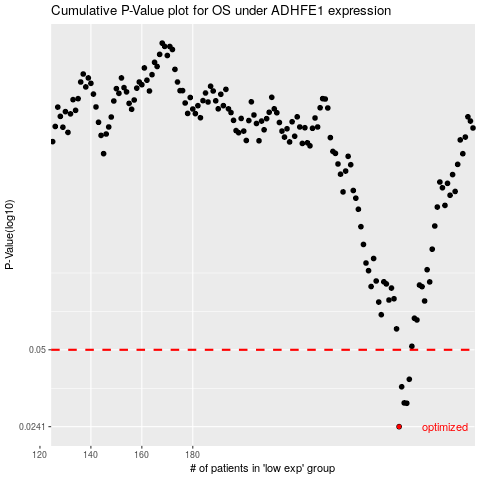 Cumulative P-Value plot for OS under ADHFE1 expression
P-Value(log10)
0.05
0.0241
optimized
120 140 160 180
# of patients in 'low exp' group